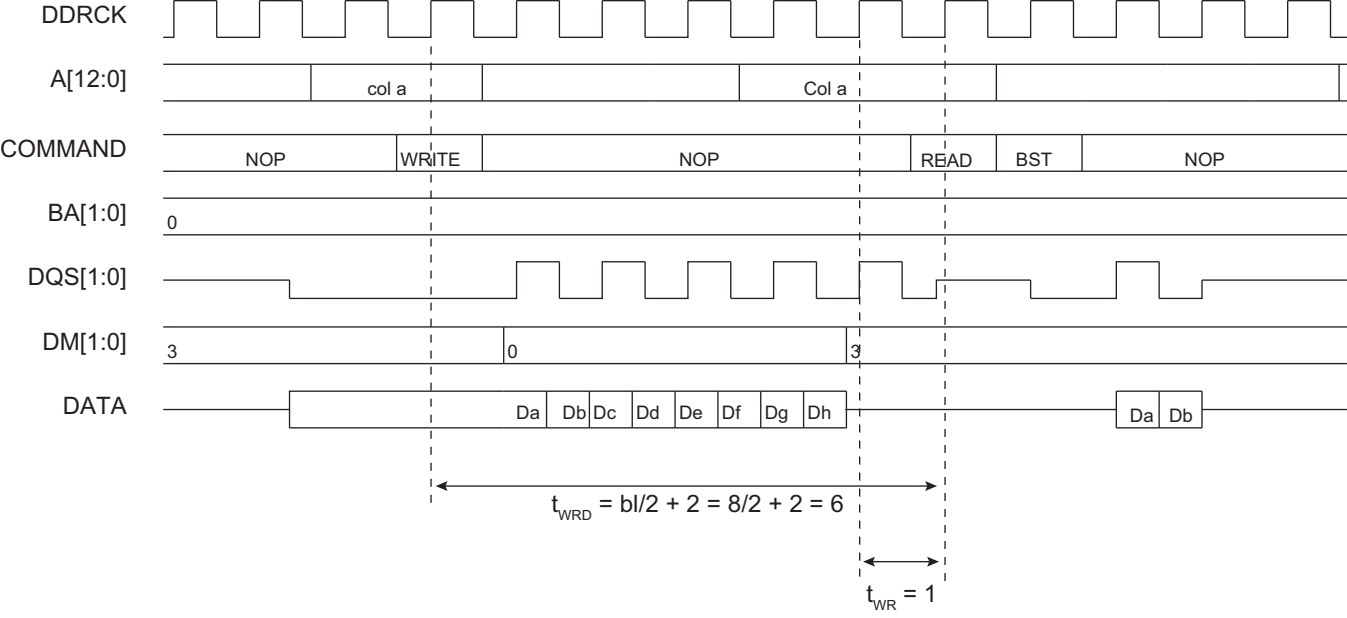 DDRCK
A[12:0] col a Col a
COMMAND NOP WRITE NOP READ BST NOP
BA[1:0] 0
DQS[1:0]
DM[1:0] 3 0 3
DATA Da Db Dc Dd De Df Dg Dh Da Db
tWRD = bl/2 + 2 = 8/2 + 2 = 6
tWR = 1